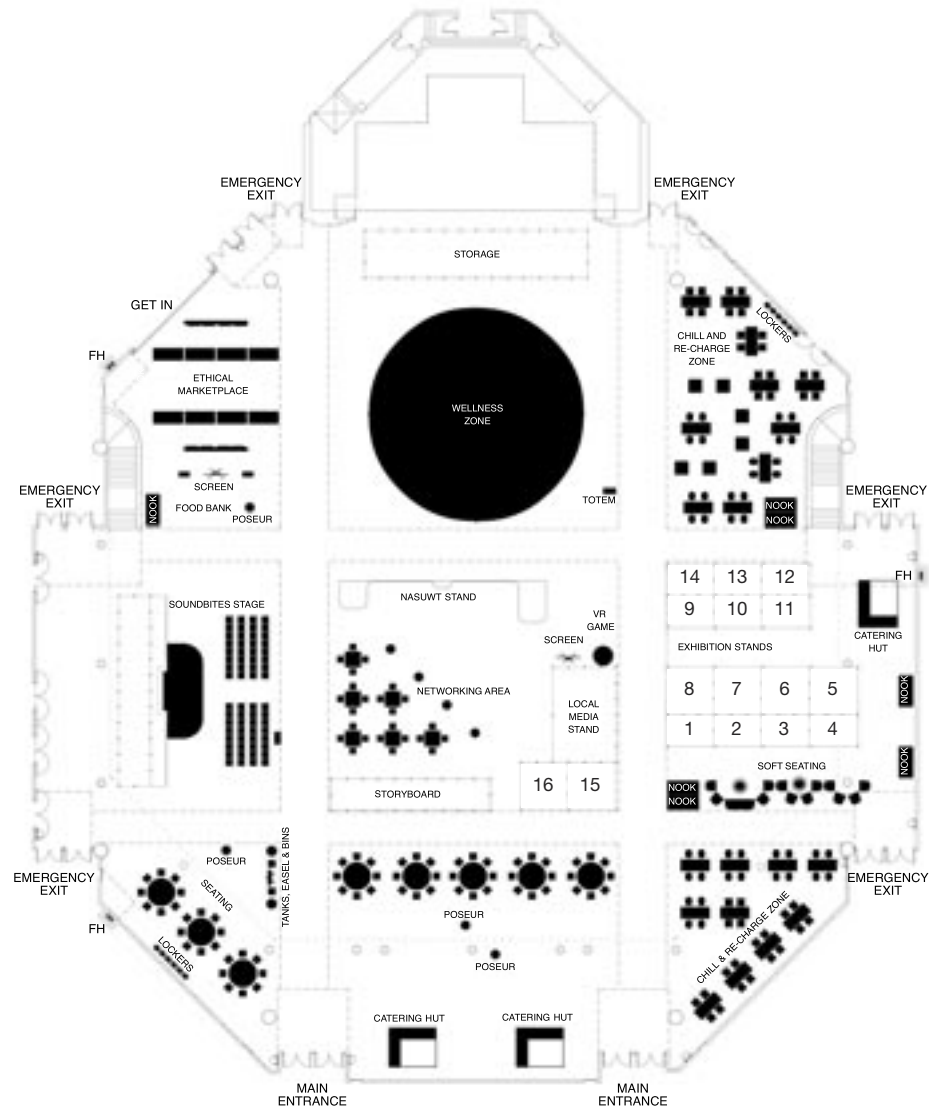 EMERGENCY
EXIT
EMERGENCY
EXIT
STORAGE
GET IN
LOCKERS
CHILL AND
RE-CHARGE
ZONE
FH
ETHICAL
MARKETPLACE
WELLNESS
ZONE
SCREEN
FOOD BANK
POSEUR
NOOK
TOTEM
NOOK
NOOK
EMERGENCY
EXIT
EMERGENCY
EXIT
SOUNDBITES STAGE
NASUWT STAND
VR
GAME
SCREEN
NETWORKING AREA
LOCAL
MEDIA
STAND
STORYBOARD
16
15
14
13
12
9
10
11
EXHIBITION STANDS
8
7
6
5
1
2
3
4
FH
CATERING
HUT
NOOK
NOOK
SOFT SEATING
NOOK
NOOK
EMERGENCY
EXIT
EMERGENCY
EXIT
POSEUR
TANKS, EASEL & BINS
SEATING
LOCKERS
FH
POSEUR
POSEUR
CHILL & RE-CHARGE ZONE
CATERING HUT
CATERING HUT
MAIN
ENTRANCE
MAIN
ENTRANCE